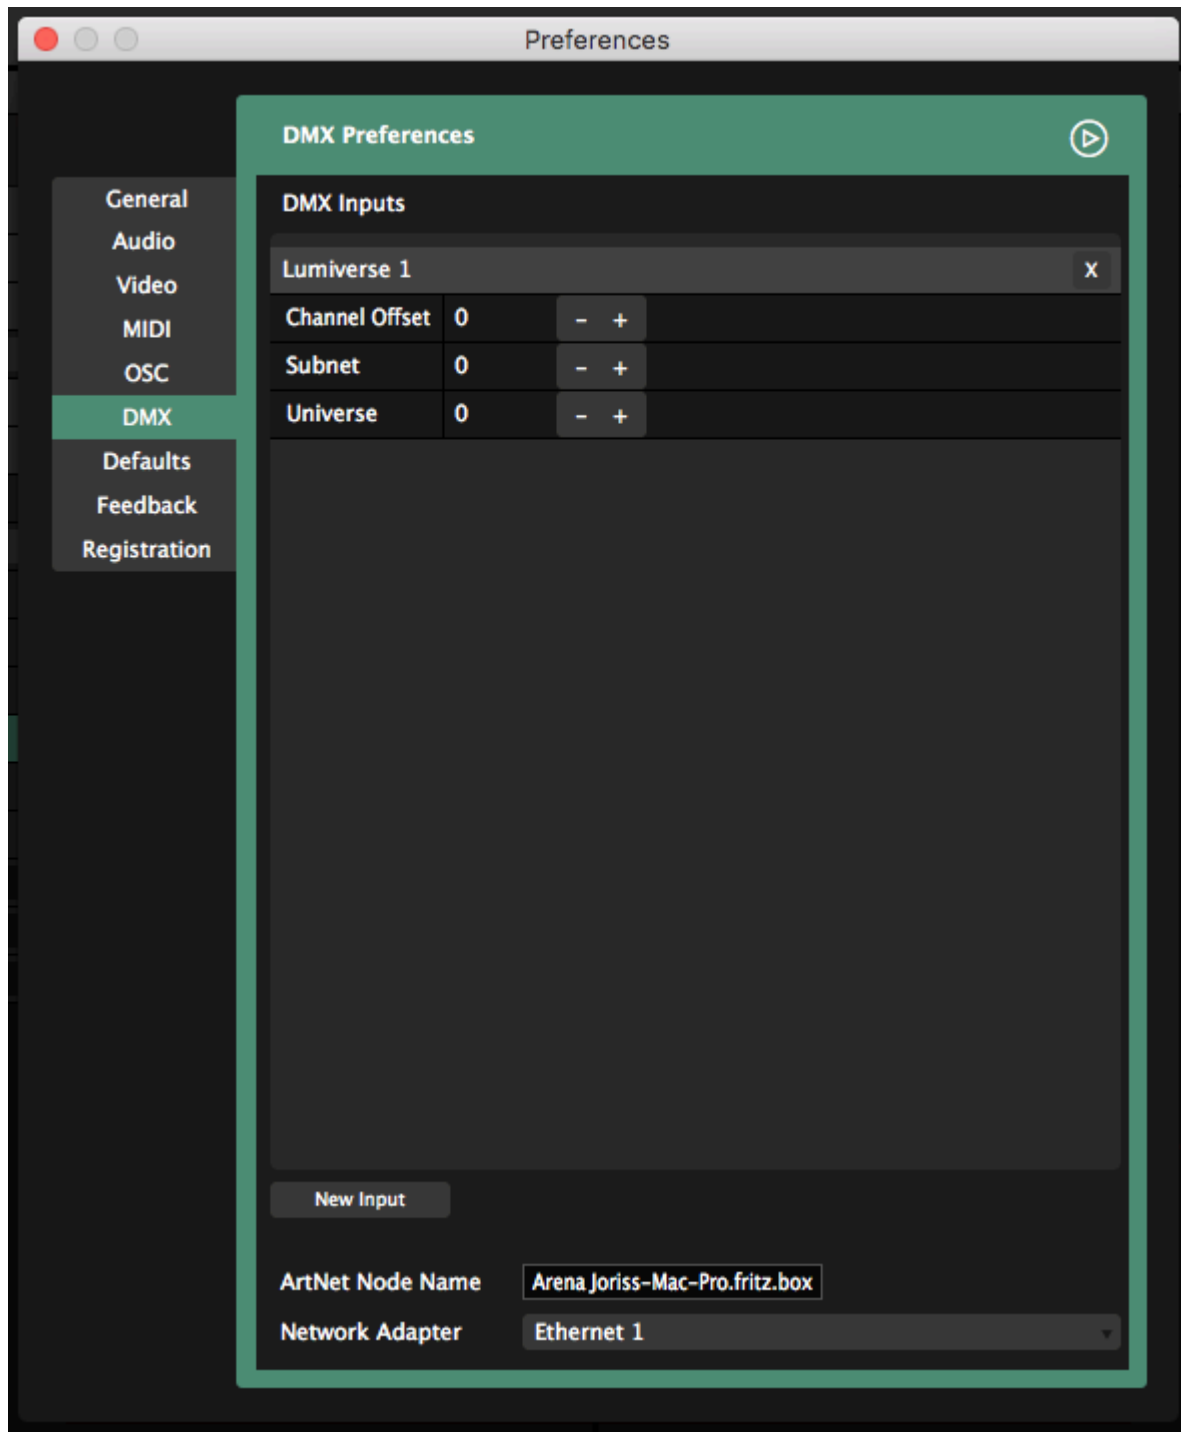 Preferences
DMX Preferences
General
Audio
Video
MIDI
OSC
DMX
Defaults
Feedback
Registration
DMX Inputs
Lumiverse 1 X
Channel Offset 0 - +
Subnet 0 - +
Universe 0 - +
New Input
ArtNet Node Name Arena Joriss-Mac-Pro.fritz.box
Network Adapter Ethernet 1